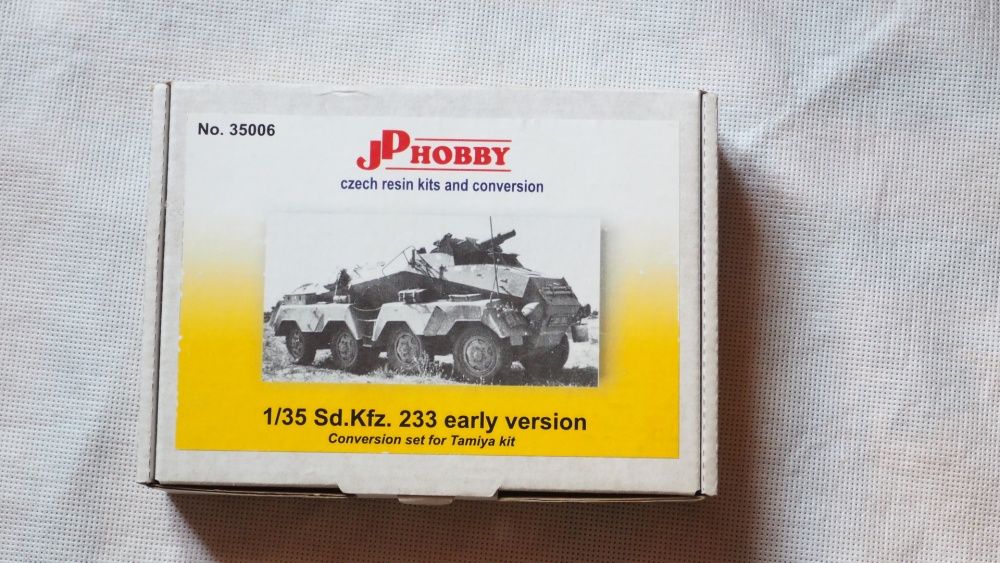 No. 35006
JP HOBBY
czech resin kits and conversion
1/35 Sd.Kfz. 233 early version
Conversion set for Tamiya kit